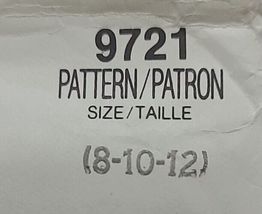 9721
PATTERN/PATRON
SIZE/TAILLE
(8-10-12)